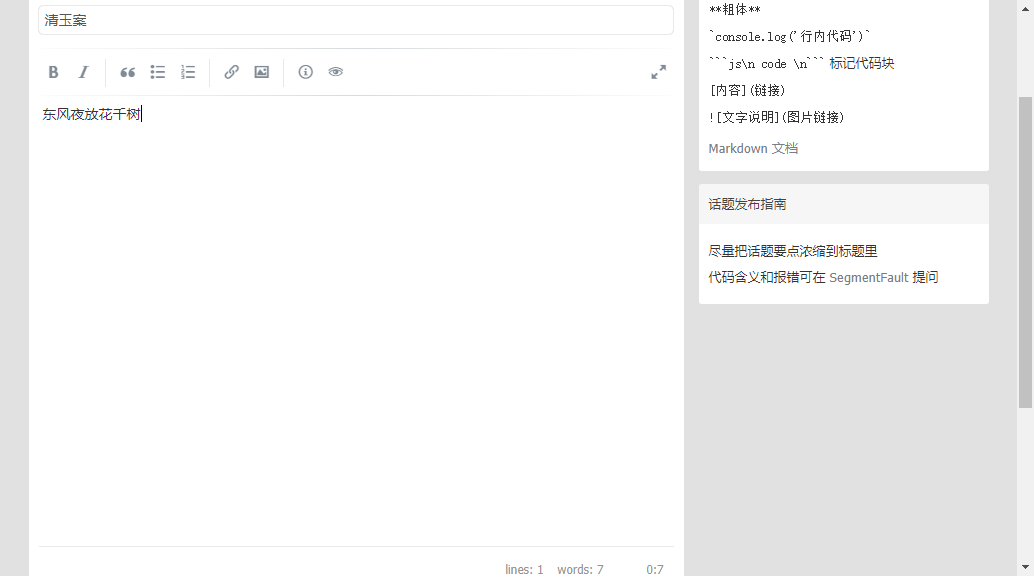 清玉案
B I
东风夜放花千树
lines: 1 words: 7 0:7
**粗体**
`console.log('行内代码')`
```js\n code \n``` 标记代码块
[内容](链接)
![文字说明](图片链接)
Markdown 文档
话题发布指南
尽量把话题要点浓缩到标题里
代码含义和报错可在 SegmentFault 提问